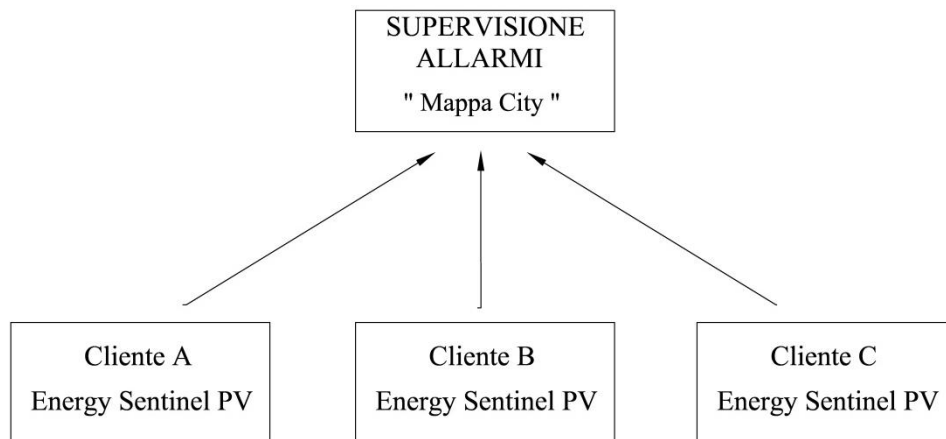 SUPERVISIONE
ALLARMI
" Mappa City "
Cliente A
Energy Sentinel PV
Cliente B
Energy Sentinel PV
Cliente C
Energy Sentinel PV